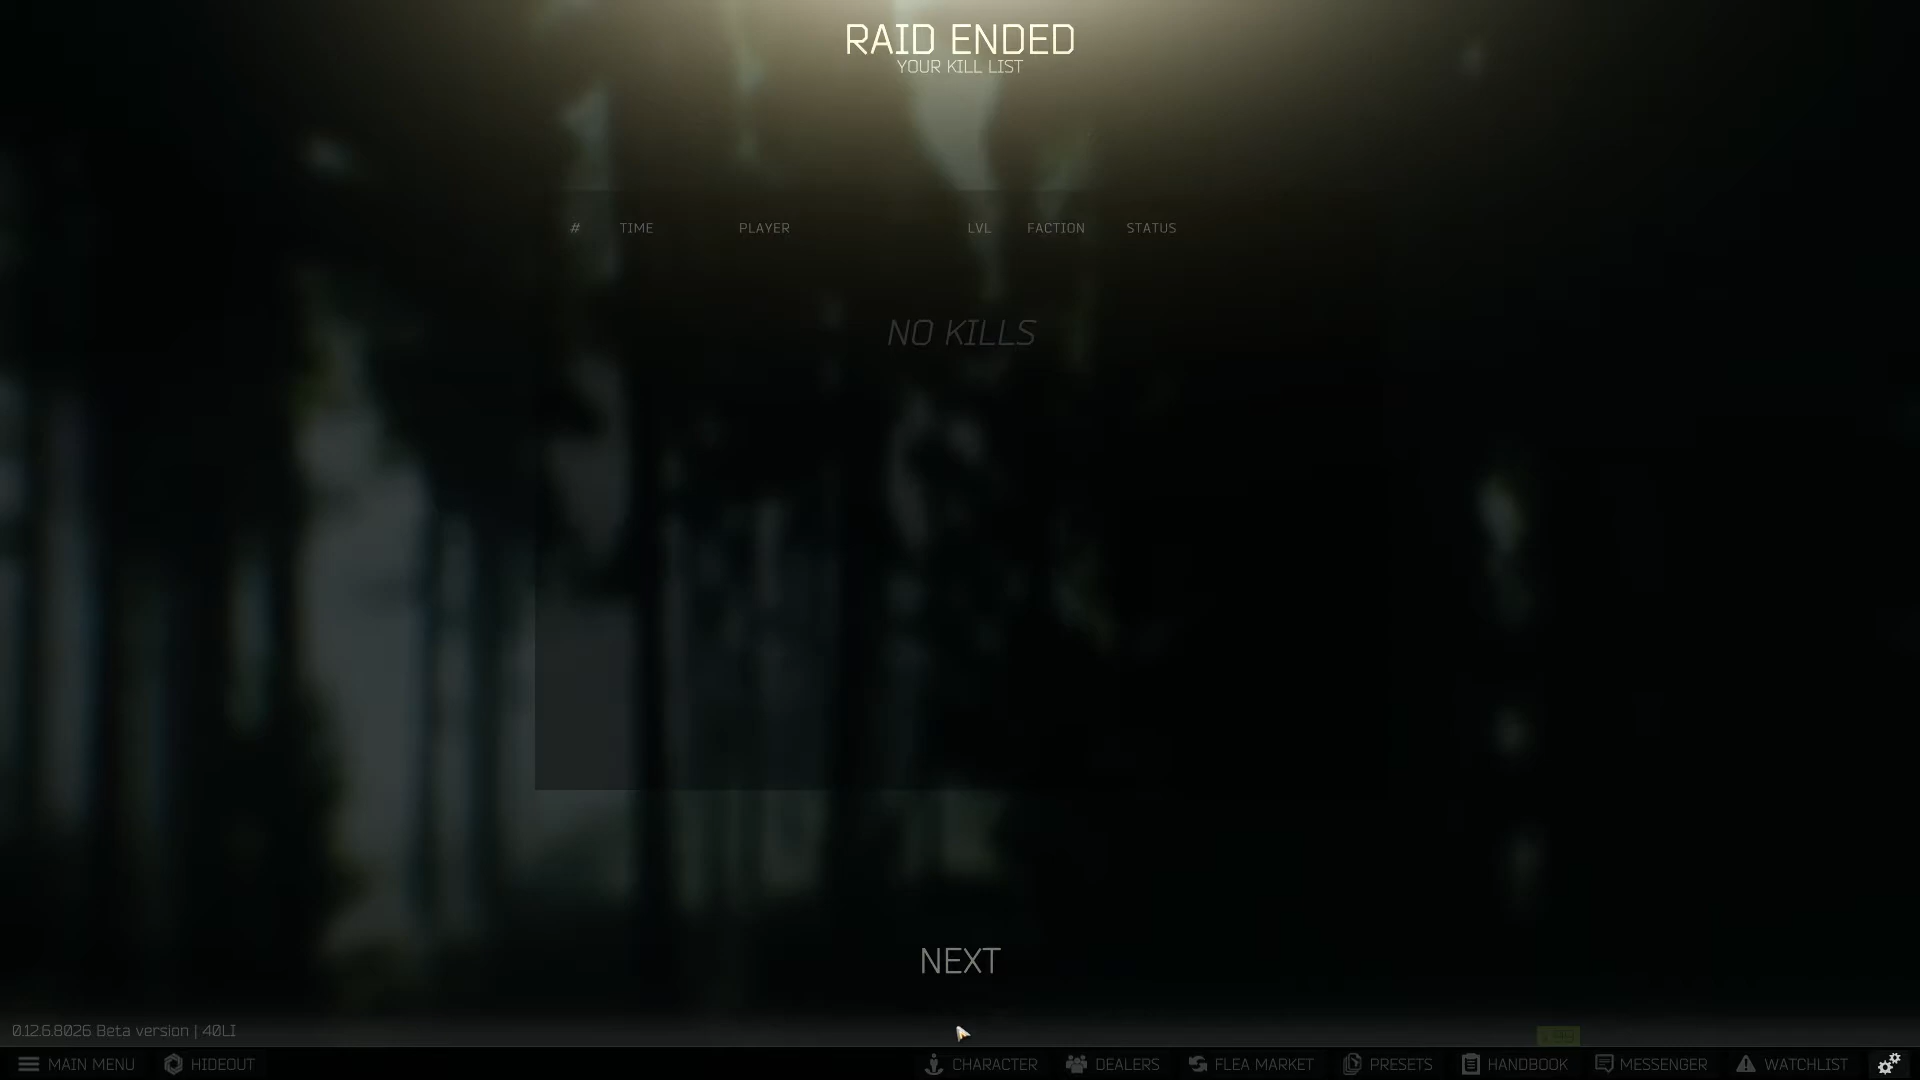 RAID ENDED
YOUR KILL LIST
# TIME PLAYER LVL FACTION STATUS
NO KILLS
NEXT
0.12.6.8026 Beta version | 40LI
MAIN MENU HIDEOUT CHARACTER DEALERS FLEA MARKET PRESETS HANDBOOK MESSENGER WATCHLIST